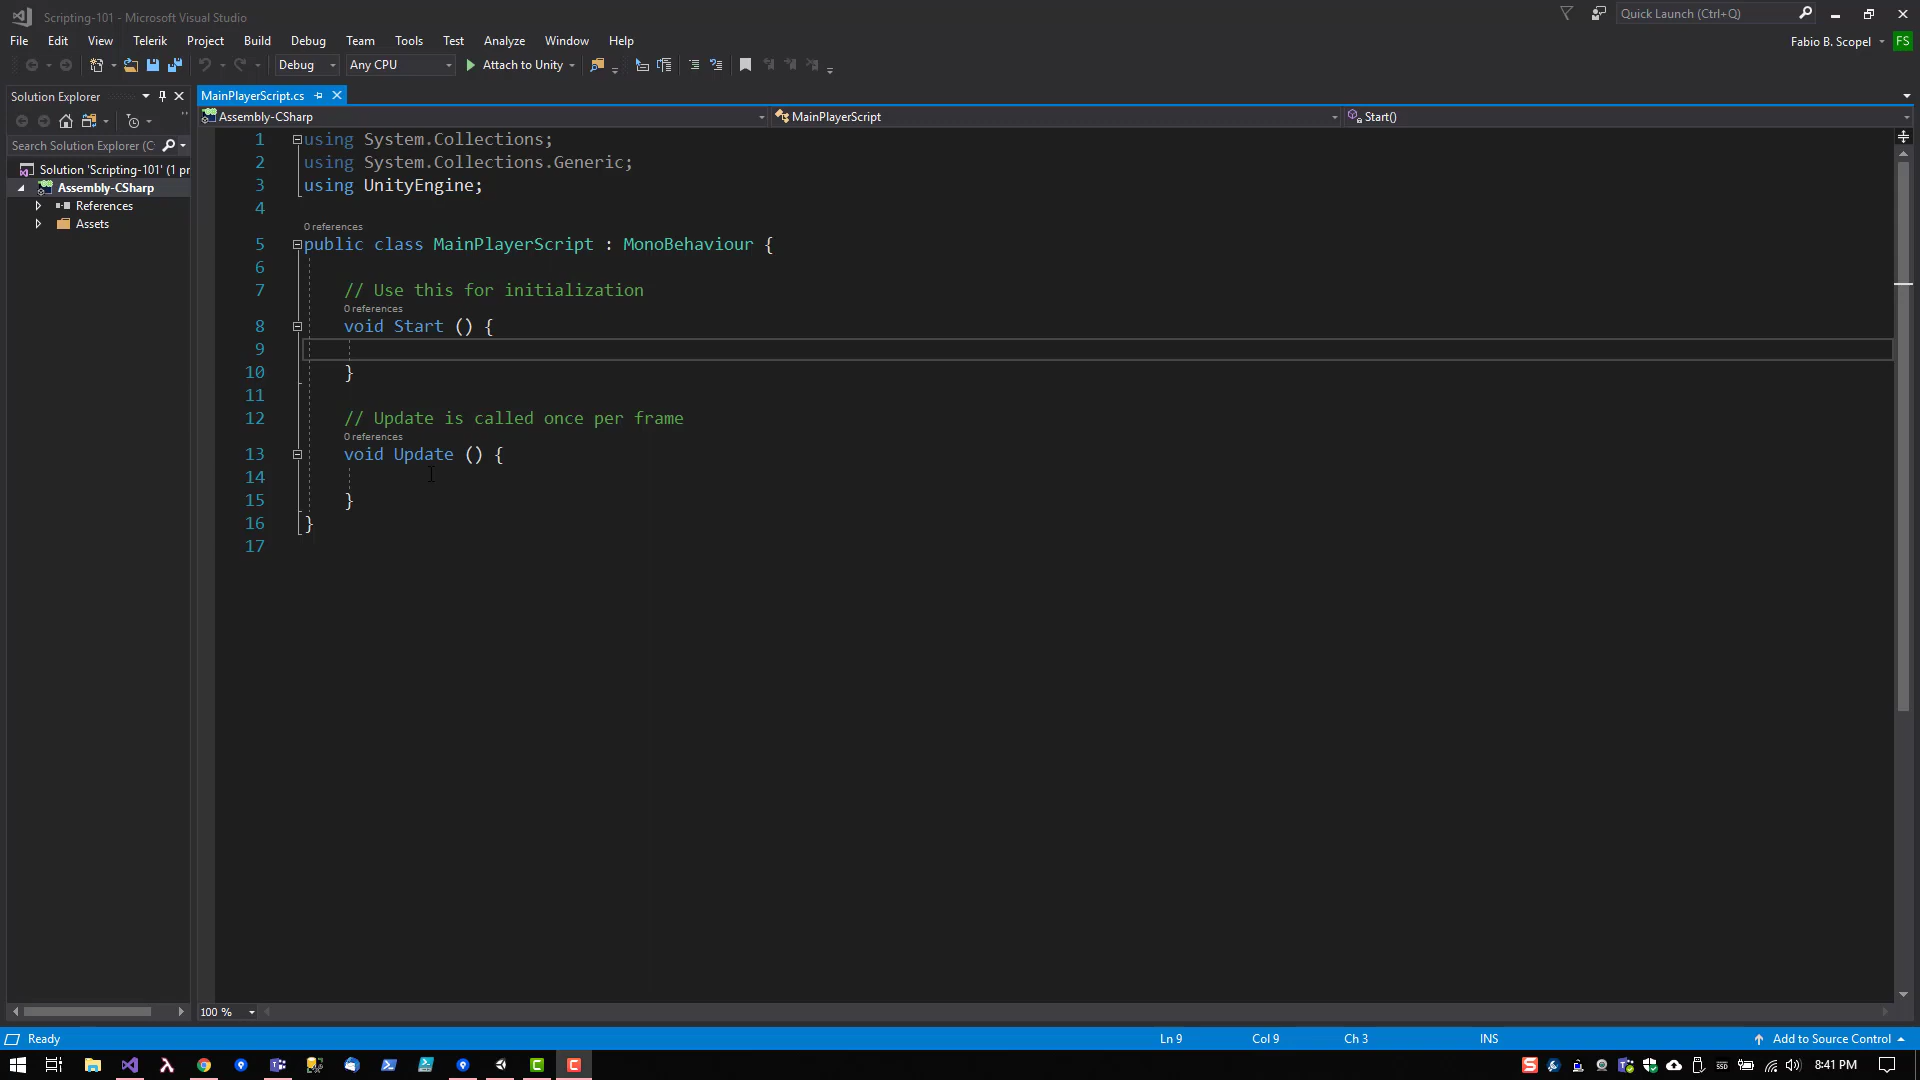 Scripting-101 - Microsoft Visual Studio
Quick Launch (Ctrl+Q)
File Edit View Telerik Project Build Debug Team Tools Test Analyze Window Help
Fabio B. Scopel
FS
Debug
Any CPU
Attach to Unity
Solution Explorer
MainPlayerScript.cs
Assembly-CSharp
MainPlayerScript
Start()
Search Solution Explorer (C
Solution 'Scripting-101' (1 pr
Assembly-CSharp
References
Assets
1 using System.Collections;
2 using System.Collections.Generic;
3 using UnityEngine;
4
0 references
5 public class MainPlayerScript : MonoBehaviour {
6
7 // Use this for initialization
0 references
8 void Start () {
9
10 }
11
12 // Update is called once per frame
0 references
13 void Update () {
14
15 }
16 }
17
100 %
Ready
Ln 9
Col 9
Ch 3
INS
Add to Source Control
8:41 PM